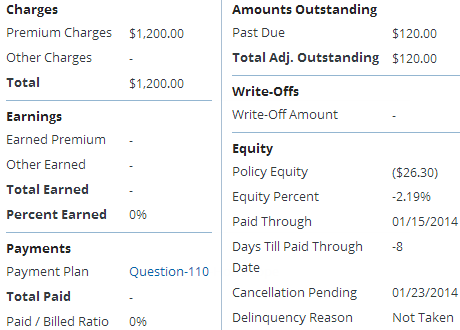 Charges
Premium Charges $1,200.00
Other Charges -
Total $1,200.00
Earnings
Earned Premium -
Other Earned -
Total Earned -
Percent Earned 0%
Payments
Payment Plan Question-110
Total Paid -
Paid / Billed Ratio 0%
Amounts Outstanding
Past Due $120.00
Total Adj. Outstanding $120.00
Write-Offs
Write-Off Amount -
Equity
Policy Equity ($26.30)
Equity Percent -2.19%
Paid Through 01/15/2014
Days Till Paid Through -8
Date
Cancellation Pending 01/23/2014
Delinquency Reason Not Taken